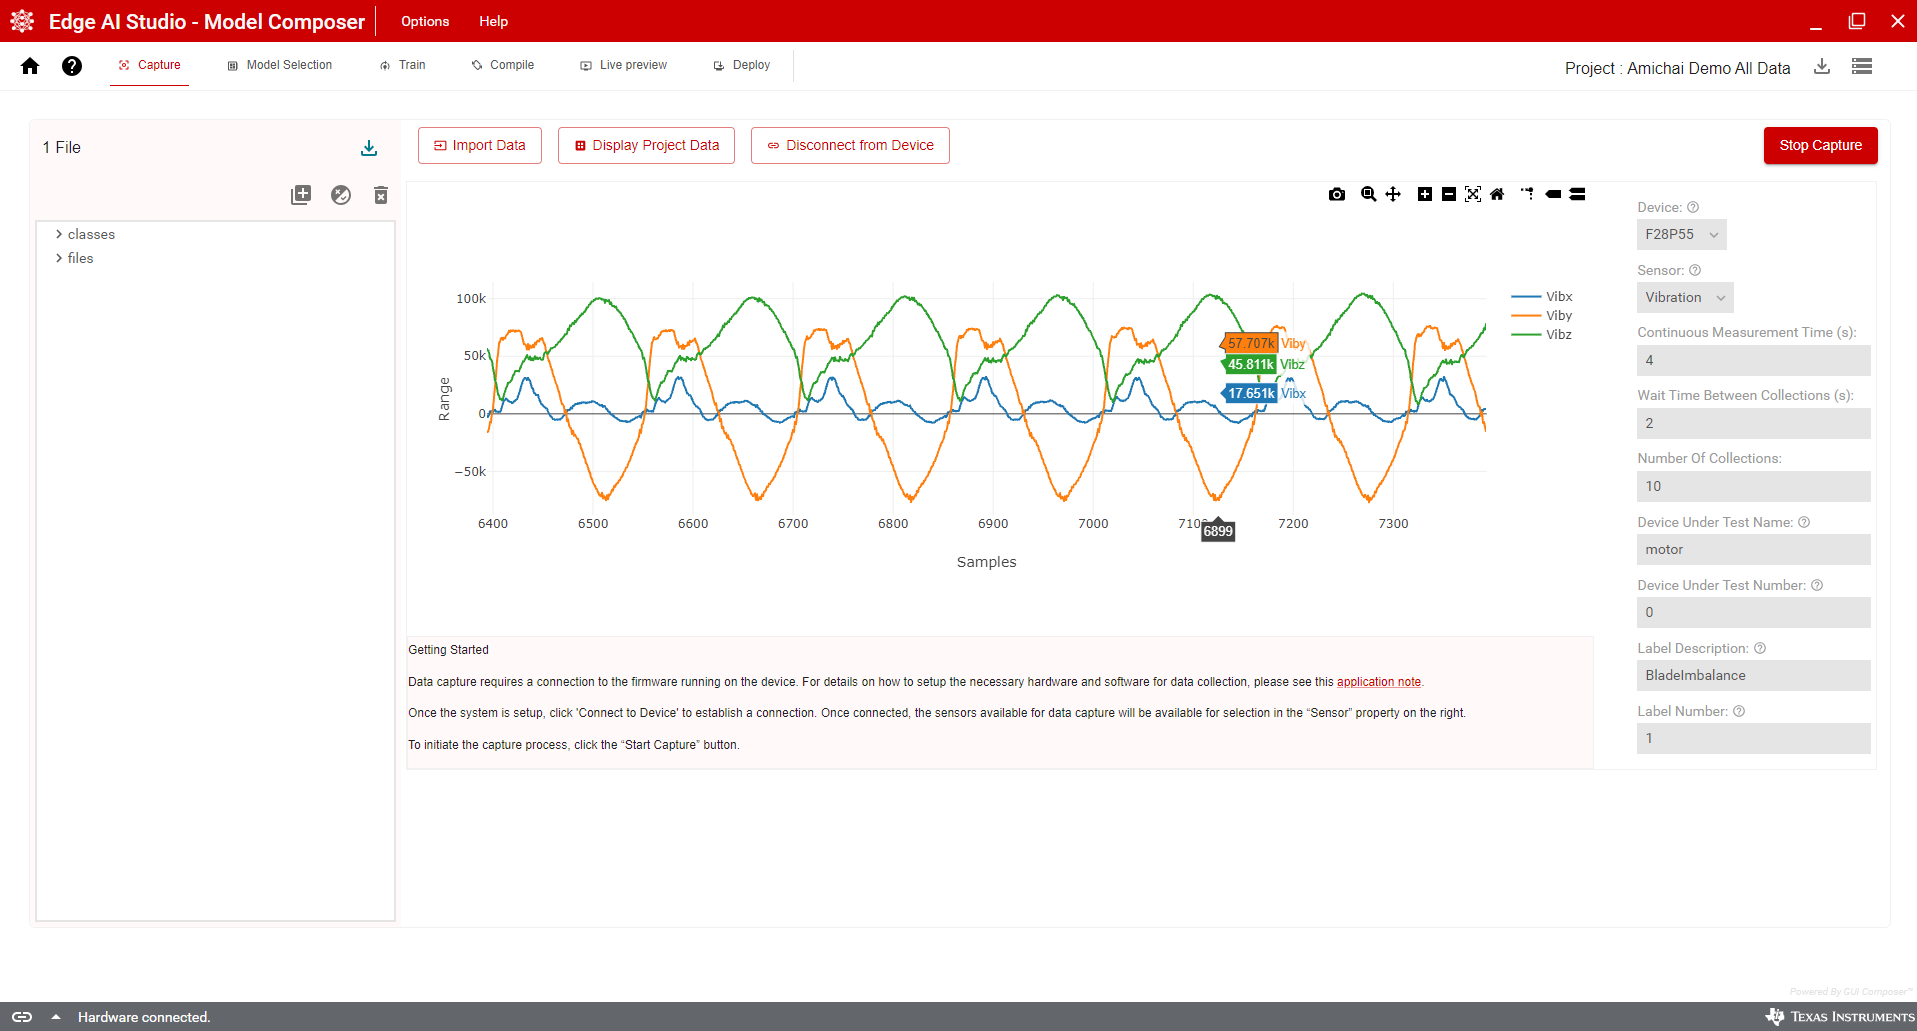 Edge AI Studio - Model Composer
Options
Help
Capture
Model Selection
Train
Compile
Live preview
Deploy
Project : Amichai Demo All Data
1 File
Import Data
Display Project Data
Disconnect from Device
Stop Capture
classes
files
100k
50k
0
−50k
Range
6400
6500
6600
6700
6800
6900
7000
7200
7300
Samples
57.707k Viby
45.811k Vibz
17.651k Vibx
6899
Vibx
Viby
Vibz
Device:
F28P55
Sensor:
Vibration
Continuous Measurement Time (s):
4
Wait Time Between Collections (s):
2
Number Of Collections:
10
Device Under Test Name:
motor
Device Under Test Number:
0
Label Description:
BladeImbalance
Label Number:
1
Getting Started
Data capture requires a connection to the firmware running on the device. For details on how to setup the necessary hardware and software for data collection, please see this application note.
Once the system is setup, click 'Connect to Device' to establish a connection. Once connected, the sensors available for data capture will be available for selection in the “Sensor” property on the right.
To initiate the capture process, click the “Start Capture” button.
Powered By GUI Composer™
Hardware connected.
TEXAS INSTRUMENTS